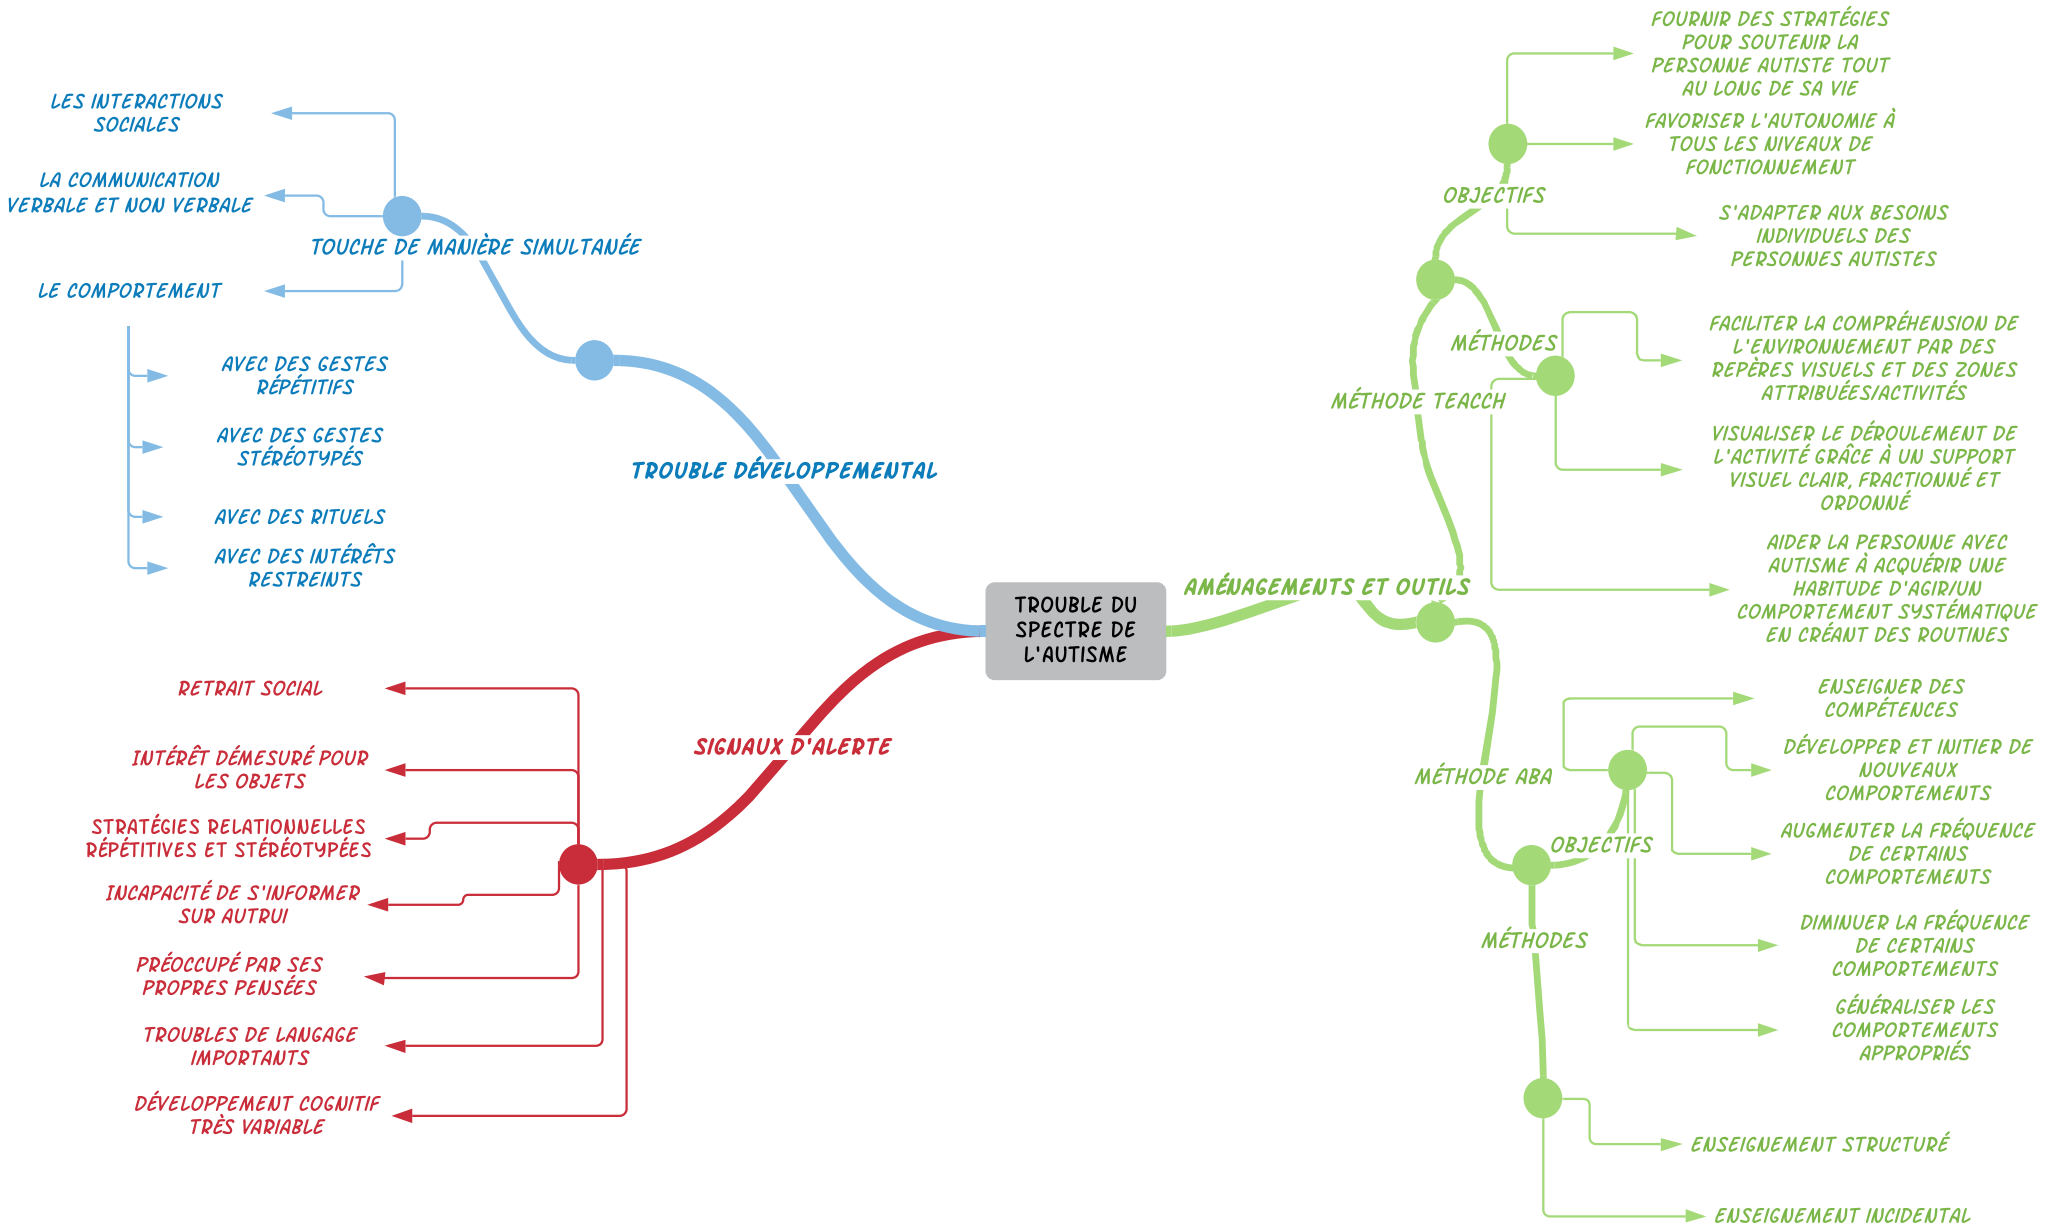 TROUBLE DU
SPECTRE DE
L'AUTISME
TROUBLE DÉVELOPPEMENTAL
TOUCHE DE MANIÈRE SIMULTANÉE
LES INTERACTIONS
SOCIALES
LA COMMUNICATION
VERBALE ET NON VERBALE
LE COMPORTEMENT
AVEC DES GESTES
RÉPÉTITIFS
AVEC DES GESTES
STÉRÉOTYPÉS
AVEC DES RITUELS
AVEC DES INTÉRÊTS
RESTREINTS
SIGNAUX D'ALERTE
RETRAIT SOCIAL
INTÉRÊT DÉMESURÉ POUR
LES OBJETS
STRATÉGIES RELATIONNELLES
RÉPÉTITIVES ET STÉRÉOTYPÉES
INCAPACITÉ DE S'INFORMER
SUR AUTRUI
PRÉOCCUPÉ PAR SES
PROPRES PENSÉES
TROUBLES DE LANGAGE
IMPORTANTS
DÉVELOPPEMENT COGNITIF
TRÈS VARIABLE
AMÉNAGEMENTS ET OUTILS
MÉTHODE TEACCH
OBJECTIFS
FOURNIR DES STRATÉGIES
POUR SOUTENIR LA
PERSONNE AUTISTE TOUT
AU LONG DE SA VIE
FAVORISER L'AUTONOMIE À
TOUS LES NIVEAUX DE
FONCTIONNEMENT
S'ADAPTER AUX BESOINS
INDIVIDUELS DES
PERSONNES AUTISTES
MÉTHODES
FACILITER LA COMPRÉHENSION DE
L'ENVIRONNEMENT PAR DES
REPÈRES VISUELS ET DES ZONES
ATTRIBUÉES/ACTIVITÉS
VISUALISER LE DÉROULEMENT DE
L'ACTIVITÉ GRÂCE À UN SUPPORT
VISUEL CLAIR, FRACTIONNÉ ET
ORDONNÉ
AIDER LA PERSONNE AVEC
AUTISME À ACQUÉRIR UNE
HABITUDE D'AGIR/UN
COMPORTEMENT SYSTÉMATIQUE
EN CRÉANT DES ROUTINES
MÉTHODE ABA
OBJECTIFS
ENSEIGNER DES
COMPÉTENCES
DÉVELOPPER ET INITIER DE
NOUVEAUX
COMPORTEMENTS
AUGMENTER LA FRÉQUENCE
DE CERTAINS
COMPORTEMENTS
DIMINUER LA FRÉQUENCE
DE CERTAINS
COMPORTEMENTS
GÉNÉRALISER LES
COMPORTEMENTS
APPROPRIÉS
MÉTHODES
ENSEIGNEMENT STRUCTURÉ
ENSEIGNEMENT INCIDENTAL